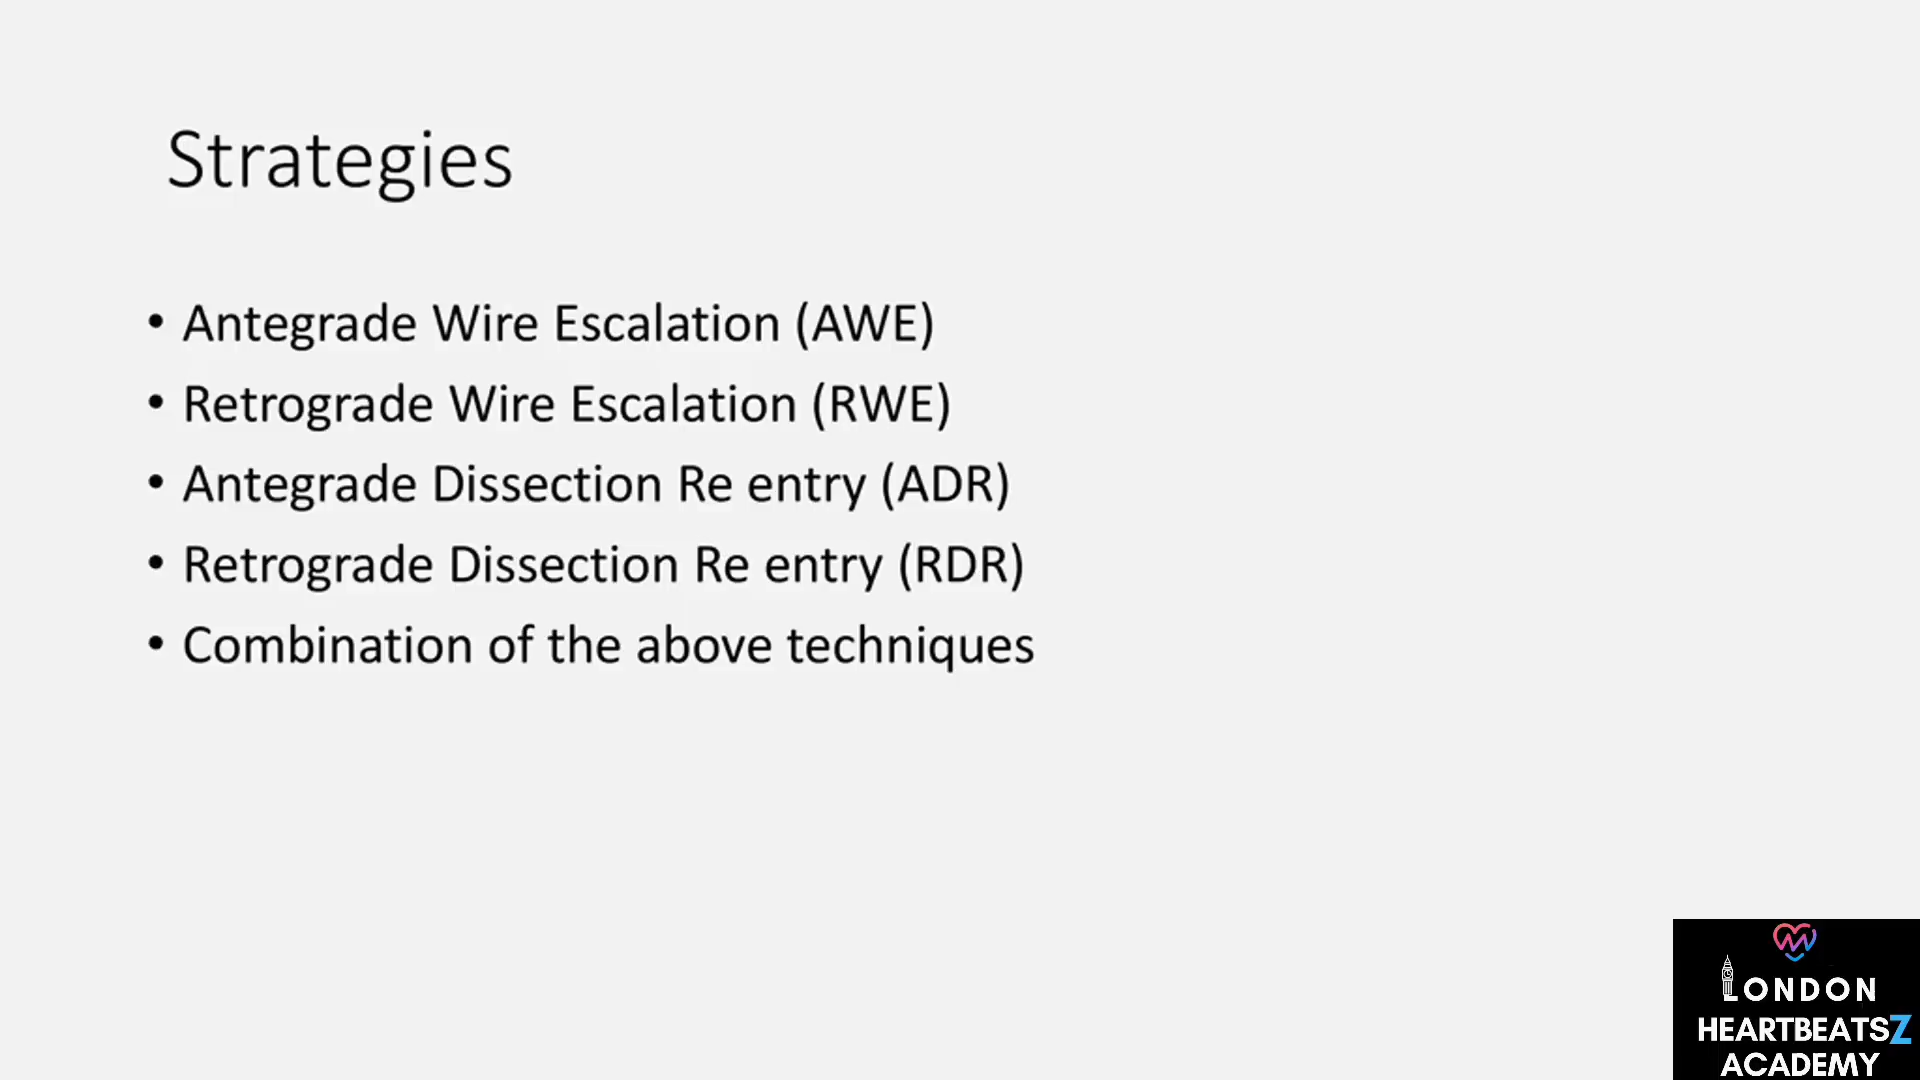 Strategies
• Antegrade Wire Escalation (AWE)
• Retrograde Wire Escalation (RWE)
• Antegrade Dissection Re entry (ADR)
• Retrograde Dissection Re entry (RDR)
• Combination of the above techniques
LONDON
HEARTBEATSZ
ACADEMY